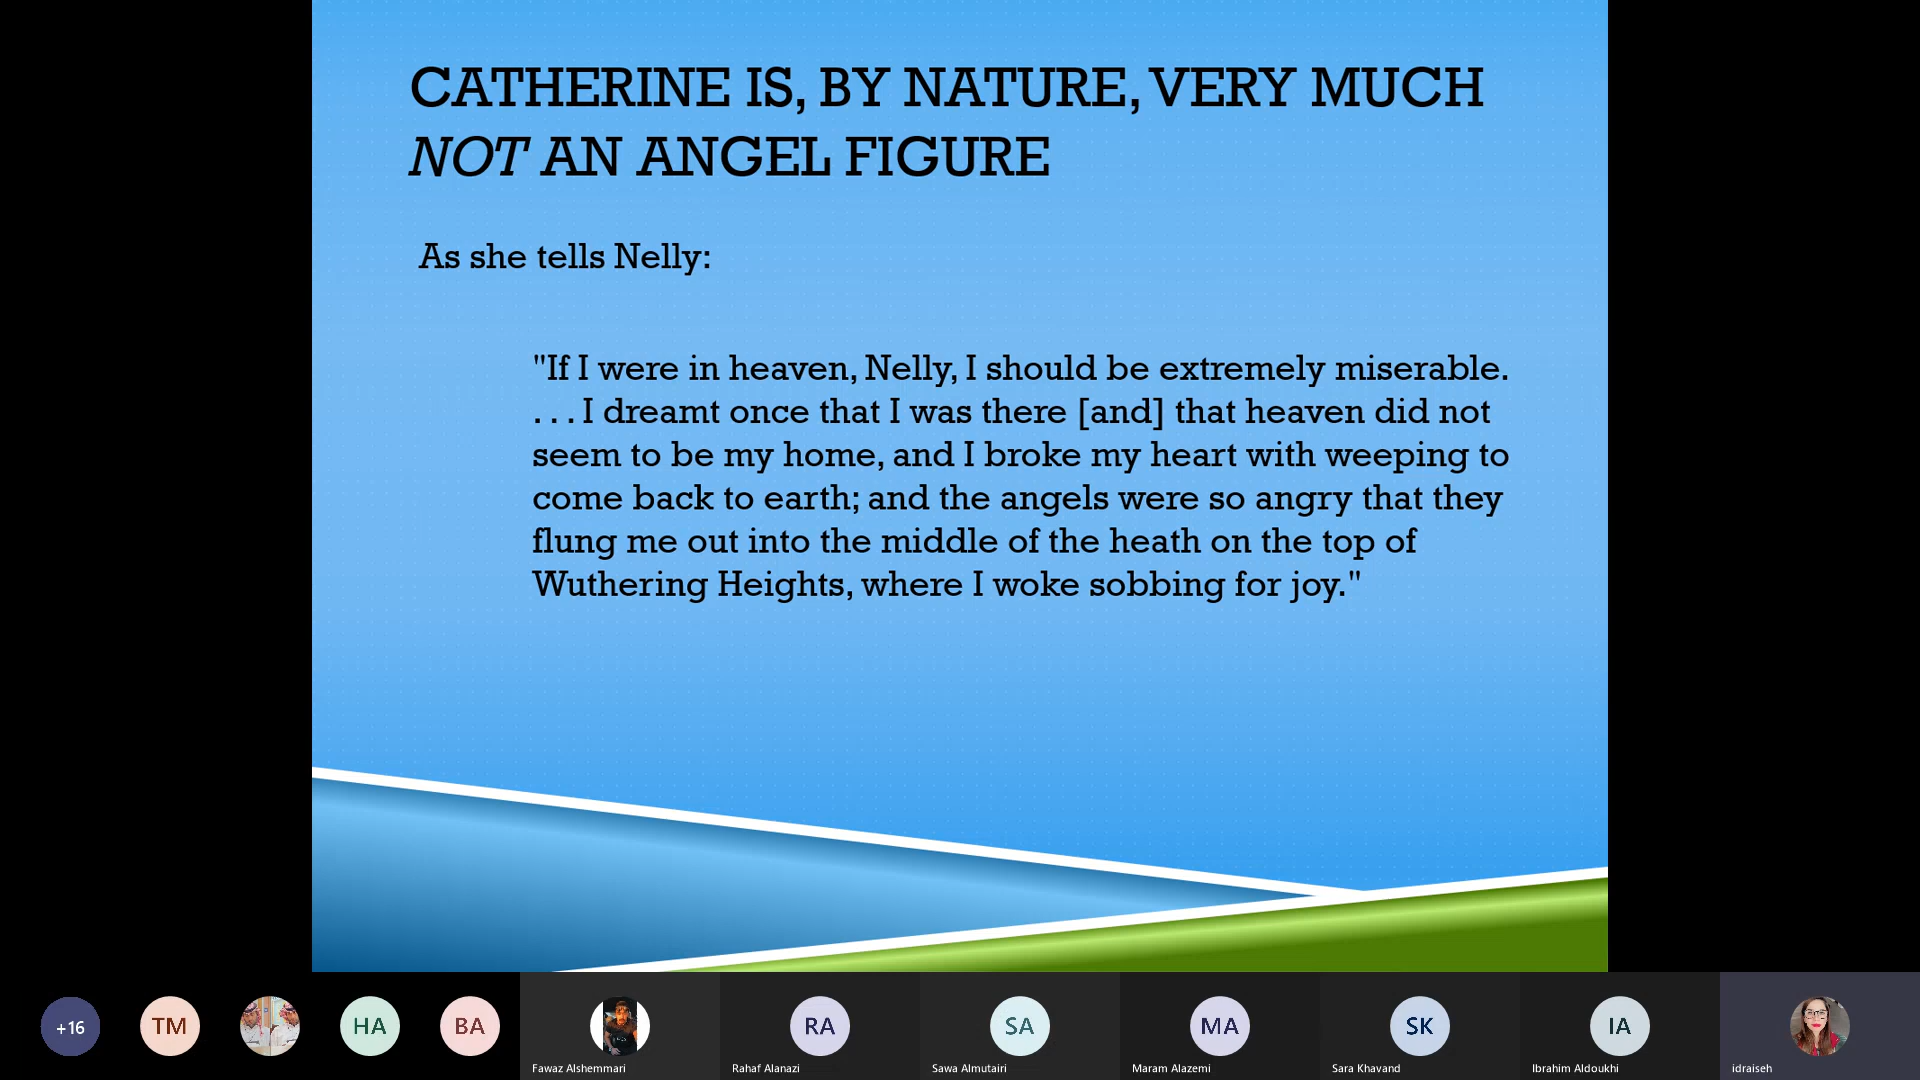 CATHERINE IS, BY NATURE, VERY MUCH
NOT AN ANGEL FIGURE
As she tells Nelly:
"If I were in heaven, Nelly, I should be extremely miserable.
. . . I dreamt once that I was there [and] that heaven did not
seem to be my home, and I broke my heart with weeping to
come back to earth; and the angels were so angry that they
flung me out into the middle of the heath on the top of
Wuthering Heights, where I woke sobbing for joy."
+16
TM
HA
BA
RA
SA
MA
SK
IA
Fawaz Alshemmari
Rahaf Alanazi
Sawa Almutairi
Maram Alazemi
Sara Khavand
Ibrahim Aldoukhi
idraiseh